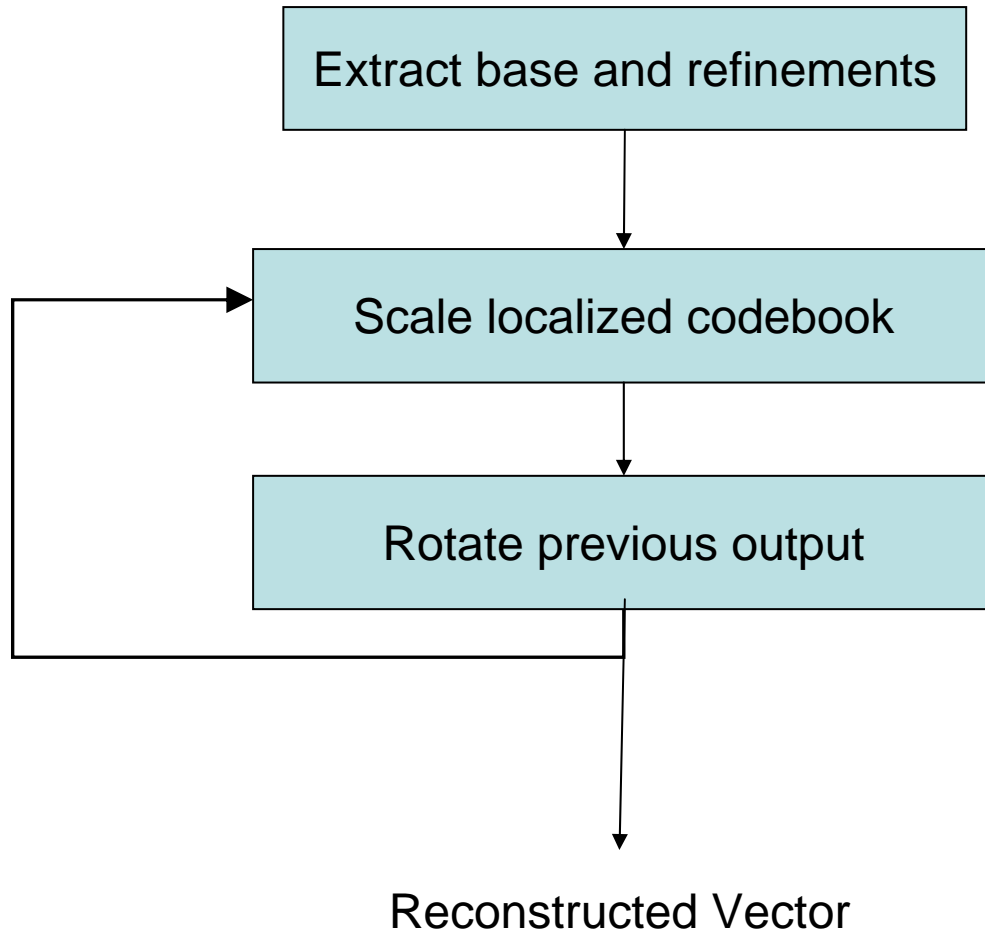 Extract base and refinements
Scale localized codebook
Rotate previous output
Reconstructed Vector